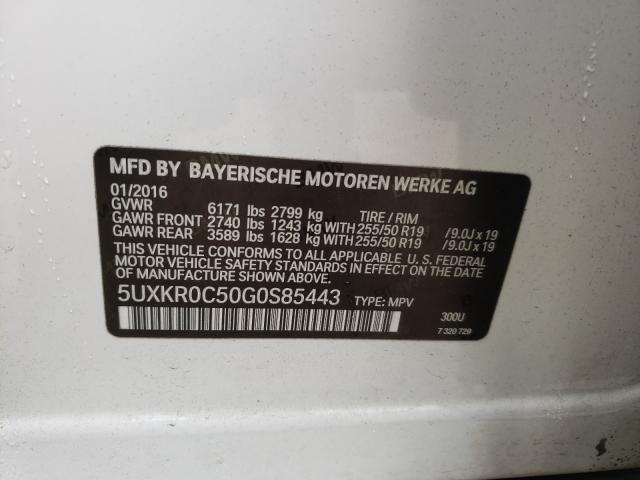 MFD BY BAYERISCHE MOTOREN WERKE AG
01/2016
GVWR 6171 lbs 2799 kg TIRE / RIM
GAWR FRONT 2740 lbs 1243 kg WITH 255/50 R19 /9.0J x 19
GAWR REAR 3589 lbs 1628 kg WITH 255/50 R19 /9.0J x 19
THIS VEHICLE CONFORMS TO ALL APPLICABLE U.S. FEDERAL
MOTOR VEHICLE SAFETY STANDARDS IN EFFECT ON THE
DATE OF MANUFACTURE SHOWN ABOVE.
5UXKR0C50G0S85443 TYPE: MPV
300U
7 320 729